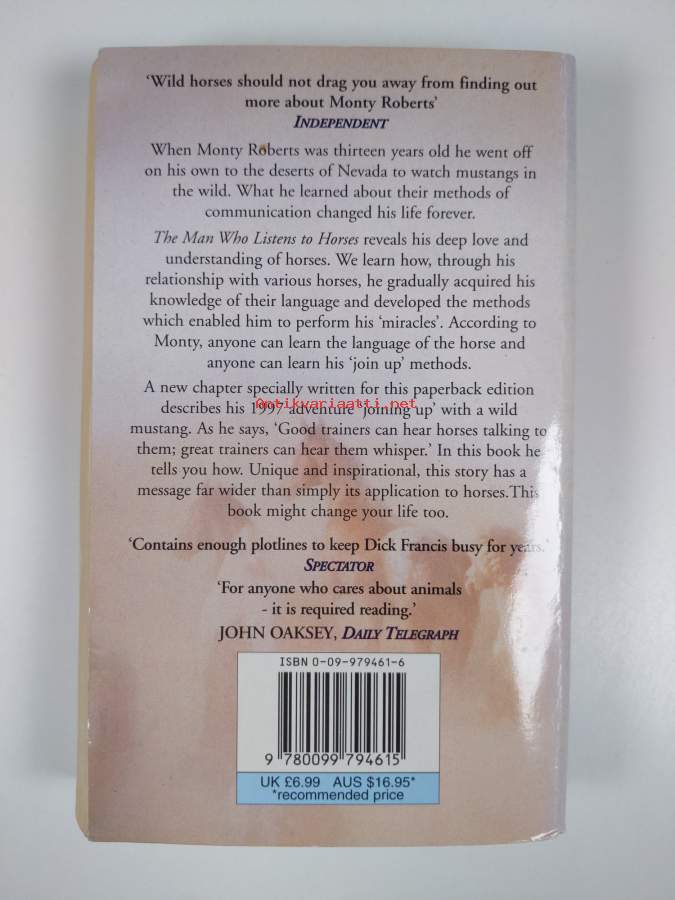 ‘Wild horses should not drag you away from finding out
more about Monty Roberts’
INDEPENDENT
When Monty Roberts was thirteen years old he went off
on his own to the deserts of Nevada to watch mustangs in
the wild. What he learned about their methods of
communication changed his life forever.
The Man Who Listens to Horses reveals his deep love and
understanding of horses. We learn how, through his
relationship with various horses, he gradually acquired his
knowledge of their language and developed the methods
which enabled him to perform his ‘miracles’. According to
Monty, anyone can learn the language of the horse and
anyone can learn his ‘join up’ methods.
A new chapter specially written for this paperback edition
Antikvariaatti.net
describes his 1997 adventure ‘joining up’ with a wild
mustang. As he says, ‘Good trainers can hear horses talking to
them; great trainers can hear them whisper.’ In this book he
tells you how. Unique and inspirational, this story has a
message far wider than simply its application to horses.This
book might change your life too.
‘Contains enough plotlines to keep Dick Francis busy for years.’
SPECTATOR
‘For anyone who cares about animals
- it is required reading.’
JOHN OAKSEY, DAILY TELEGRAPH
ISBN 0-09-979461-6
9 780099 794615
UK £6.99 AUS $16.95*
*recommended price